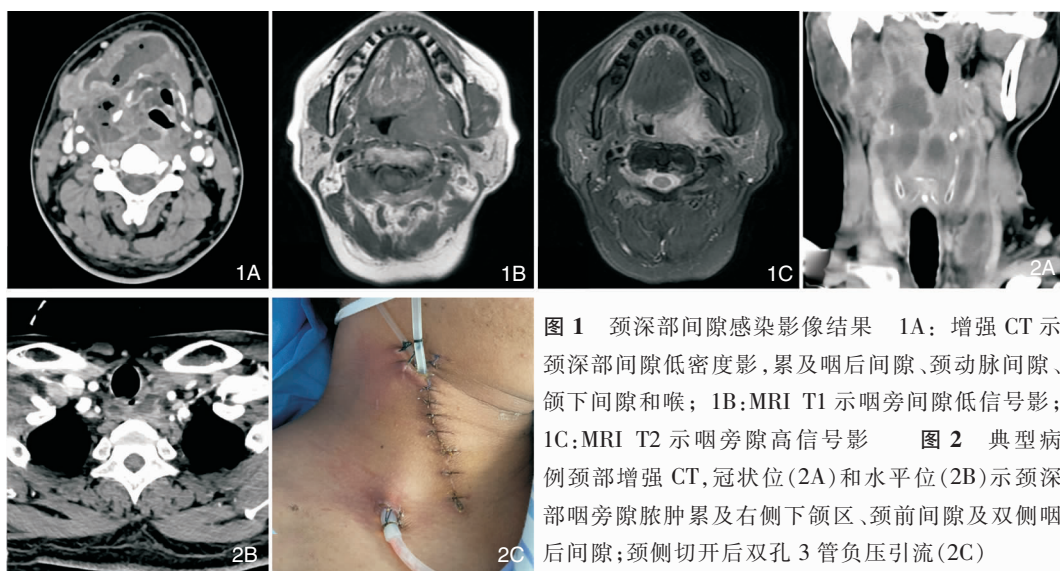 1A
1B
1C
2A
2B
2C
图 1 颈深部间隙感染影像结果 1A: 增强 CT 示
颈深部间隙低密度影,累及咽后间隙、颈动脉间隙、
颌下间隙和喉; 1B:MRI T1 示咽旁间隙低信号影;
1C:MRI T2 示咽旁隙高信号影 图 2 典型病
例颈部增强 CT,冠状位(2A)和水平位(2B)示颈深
部咽旁隙脓肿累及右侧下颌区、颈前间隙及双侧咽
后间隙;颈侧切开后双孔 3 管负压引流(2C)